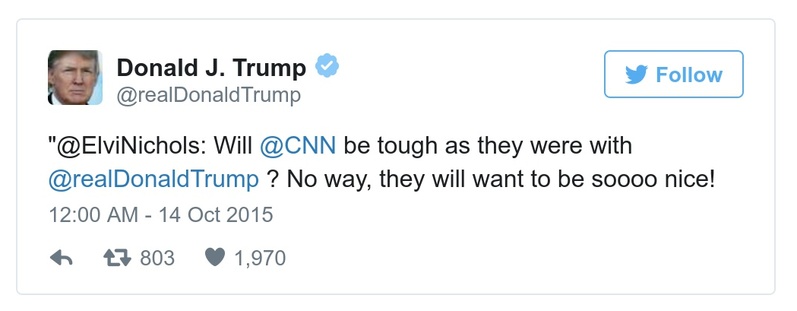 Donald J. Trump
@realDonaldTrump
Follow
"@ElviNichols: Will @CNN be tough as they were with
@realDonaldTrump ? No way, they will want to be soooo nice!
12:00 AM - 14 Oct 2015
803 1,970